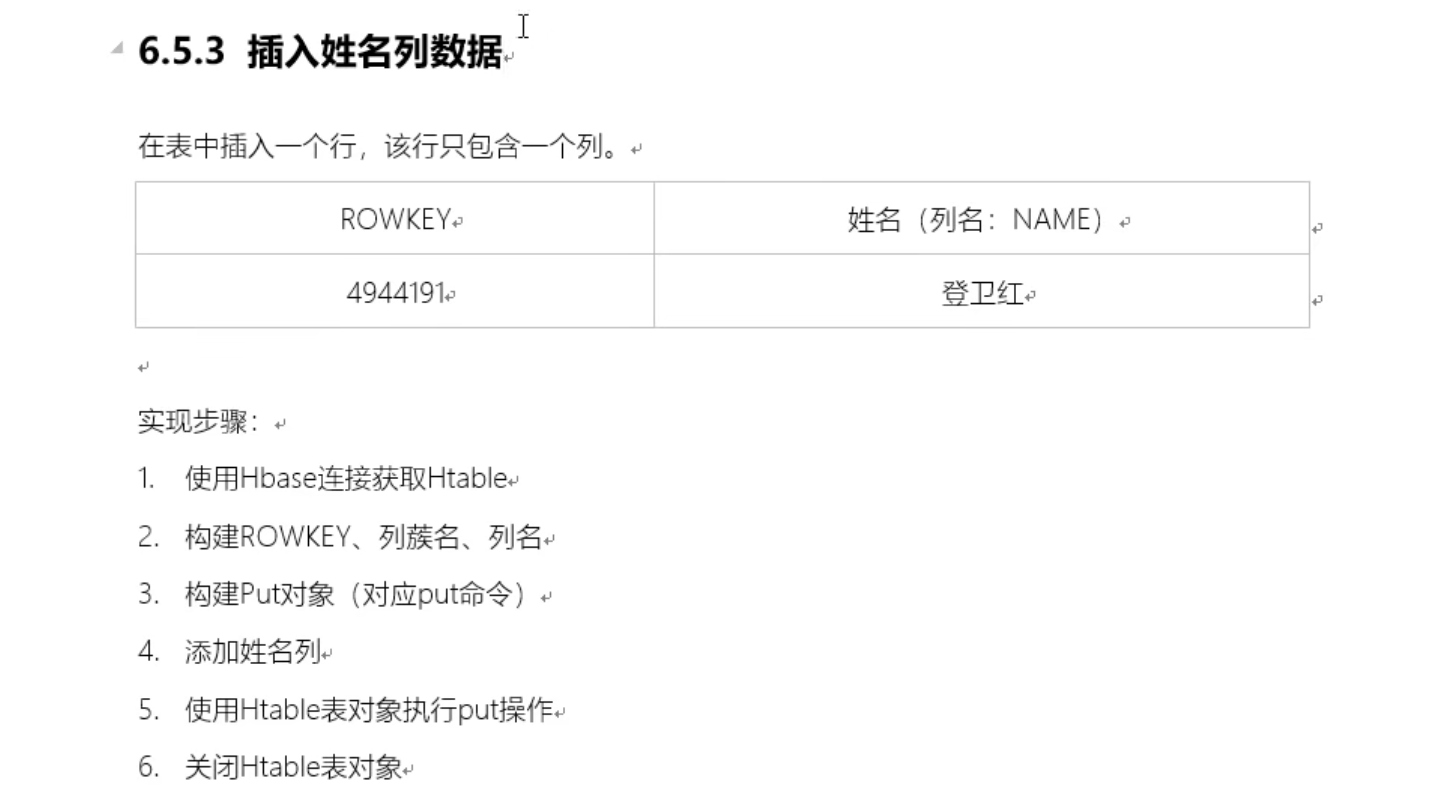 6.5.3 插入姓名列数据
在表中插入一个行，该行只包含一个列。
ROWKEY 姓名（列名：NAME）
4944191 登卫红
实现步骤：
1. 使用Hbase连接获取Htable
2. 构建ROWKEY、列蔟名、列名
3. 构建Put对象（对应put命令）
4. 添加姓名列
5. 使用Htable表对象执行put操作
6. 关闭Htable表对象